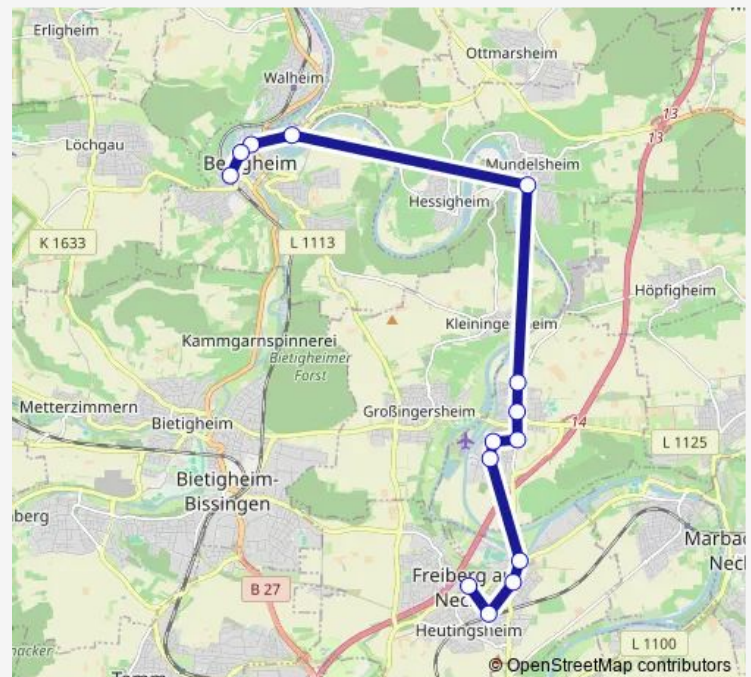 Erligheim
Ottmarsheim
Walheim
13
13
Löchgau
Mundelsheim
Hessigheim
K 1633
L 1113
Höpfigheim
Kammgarnspinnerei
Bietigheimer
Forst
Metterzimmern
Großingersheim
14
Bietigheim
L 1125
Bietigheim-
Bissingen
B 27
Heutingsheim
L 1100
© OpenStreetMap contributors